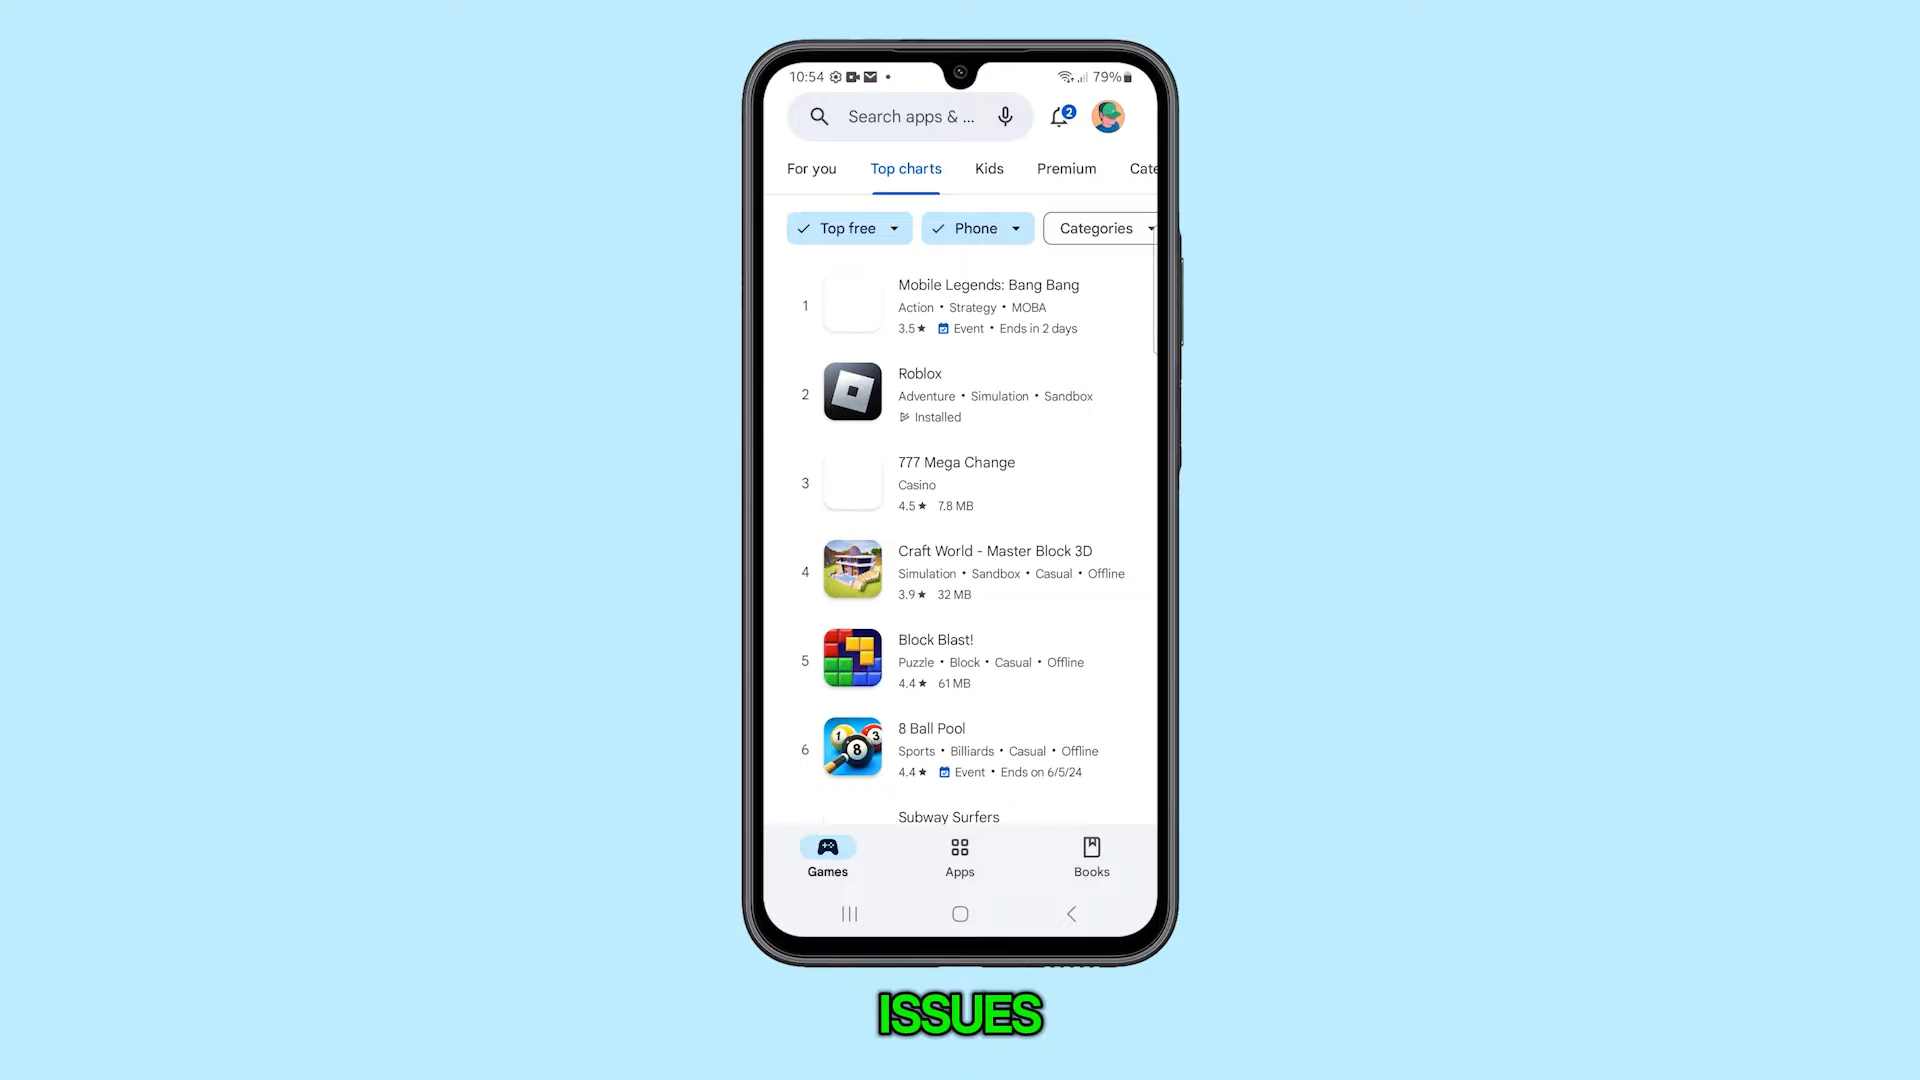 10:54 79%
Search apps & ... 2
For you Top charts Kids Premium Cate
Top free Phone Categories
1 Mobile Legends: Bang Bang
Action • Strategy • MOBA
3.5★ Event • Ends in 2 days
2 Roblox
Adventure • Simulation • Sandbox
Installed
3 777 Mega Change
Casino
4.5★ 7.8 MB
4 Craft World - Master Block 3D
Simulation • Sandbox • Casual • Offline
3.9★ 32 MB
5 Block Blast!
Puzzle • Block • Casual • Offline
4.4★ 61 MB
1 3
8
6 8 Ball Pool
Sports • Billiards • Casual • Offline
4.4★ Event • Ends on 6/5/24
Subway Surfers
Games Apps Books
ISSUES